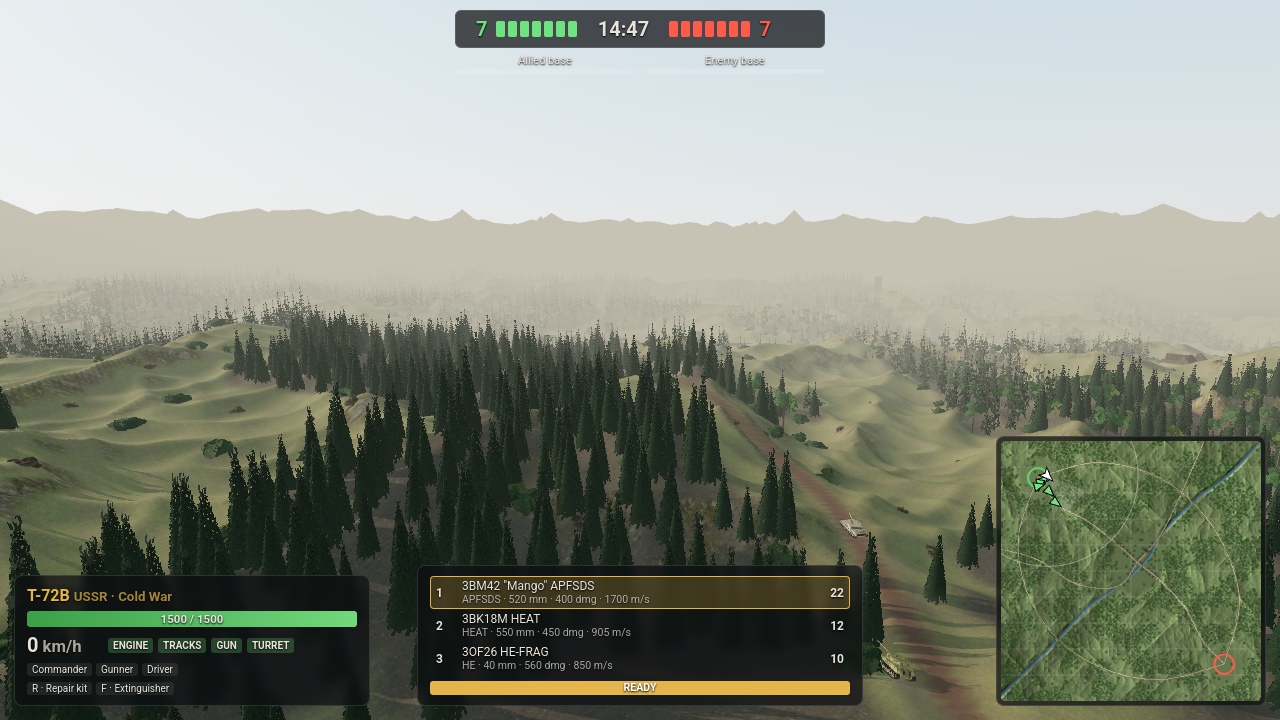 7 14:47 7
Allied base Enemy base
T-72B USSR · Cold War
1500 / 1500
0 km/h ENGINE TRACKS GUN TURRET
Commander Gunner Driver
R · Repair kit F · Extinguisher
1 3BM42 "Mango" APFSDS 22
APFSDS · 520 mm · 400 dmg · 1700 m/s
2 3BK18M HEAT 12
HEAT · 550 mm · 450 dmg · 905 m/s
3 3OF26 HE-FRAG 10
HE · 40 mm · 560 dmg · 850 m/s
READY